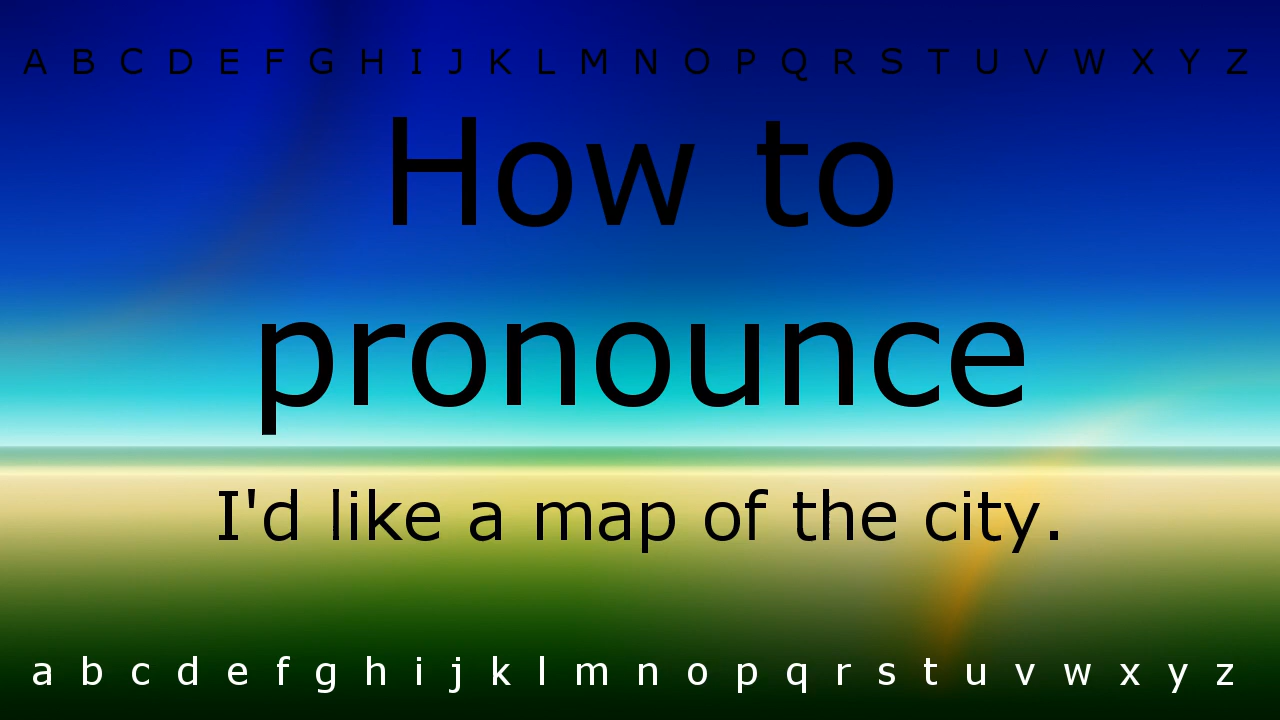 A B C D E F G H I J K L M N O P Q R S T U V W X Y Z
How to
pronounce
I'd like a map of the city.
a b c d e f g h i j k l m n o p q r s t u v w x y z